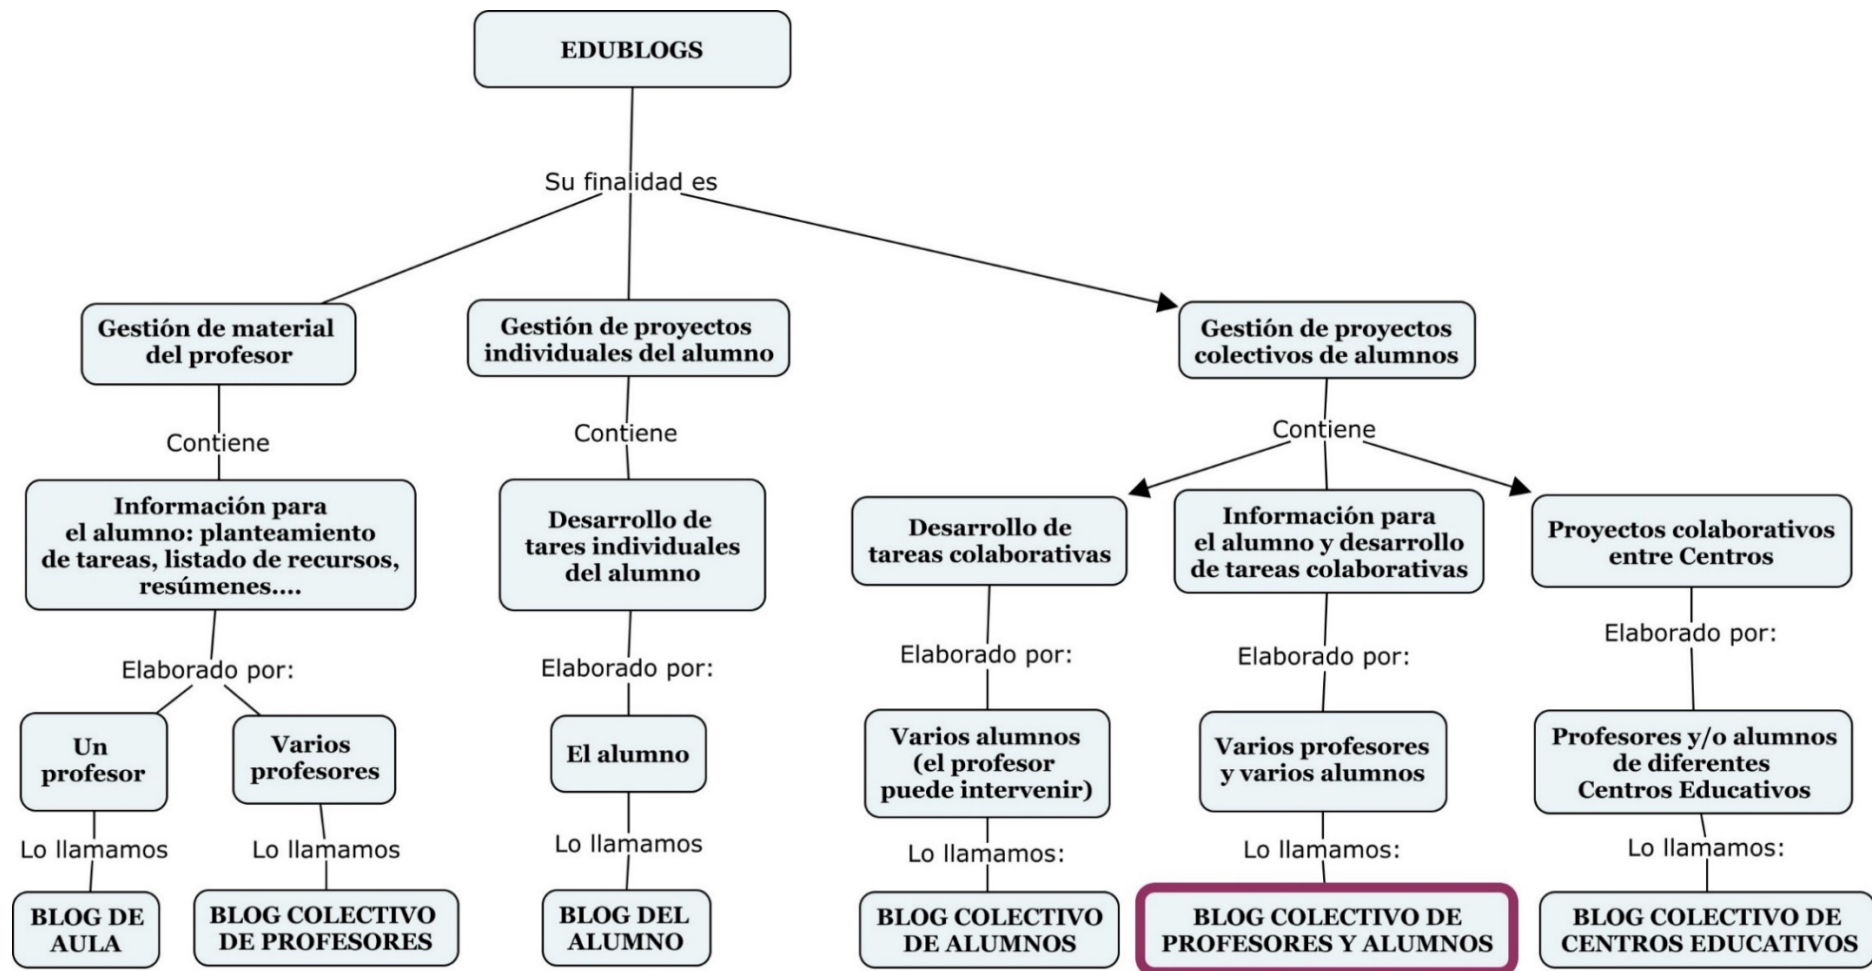 EDUBLOGS
Su finalidad es
Gestión de material
del profesor
Gestión de proyectos
individuales del alumno
Gestión de proyectos
colectivos de alumnos
Contiene
Contiene
Contiene
Información para
el alumno: planteamiento
de tareas, listado de recursos,
resúmenes....
Desarrollo de
tares individuales
del alumno
Desarrollo de
tareas colaborativas
Información para
el alumno y desarrollo
de tareas colaborativas
Proyectos colaborativos
entre Centros
Elaborado por:
Elaborado por:
Elaborado por:
Elaborado por:
Elaborado por:
Un
profesor
Varios
profesores
El alumno
Varios alumnos
(el profesor
puede intervenir)
Varios profesores
y varios alumnos
Profesores y/o alumnos
de diferentes
Centros Educativos
Lo llamamos
Lo llamamos
Lo llamamos
Lo llamamos:
Lo llamamos:
Lo llamamos:
BLOG DE
AULA
BLOG COLECTIVO
DE PROFESORES
BLOG DEL
ALUMNO
BLOG COLECTIVO
DE ALUMNOS
BLOG COLECTIVO DE
PROFESORES Y ALUMNOS
BLOG COLECTIVO DE
CENTROS EDUCATIVOS